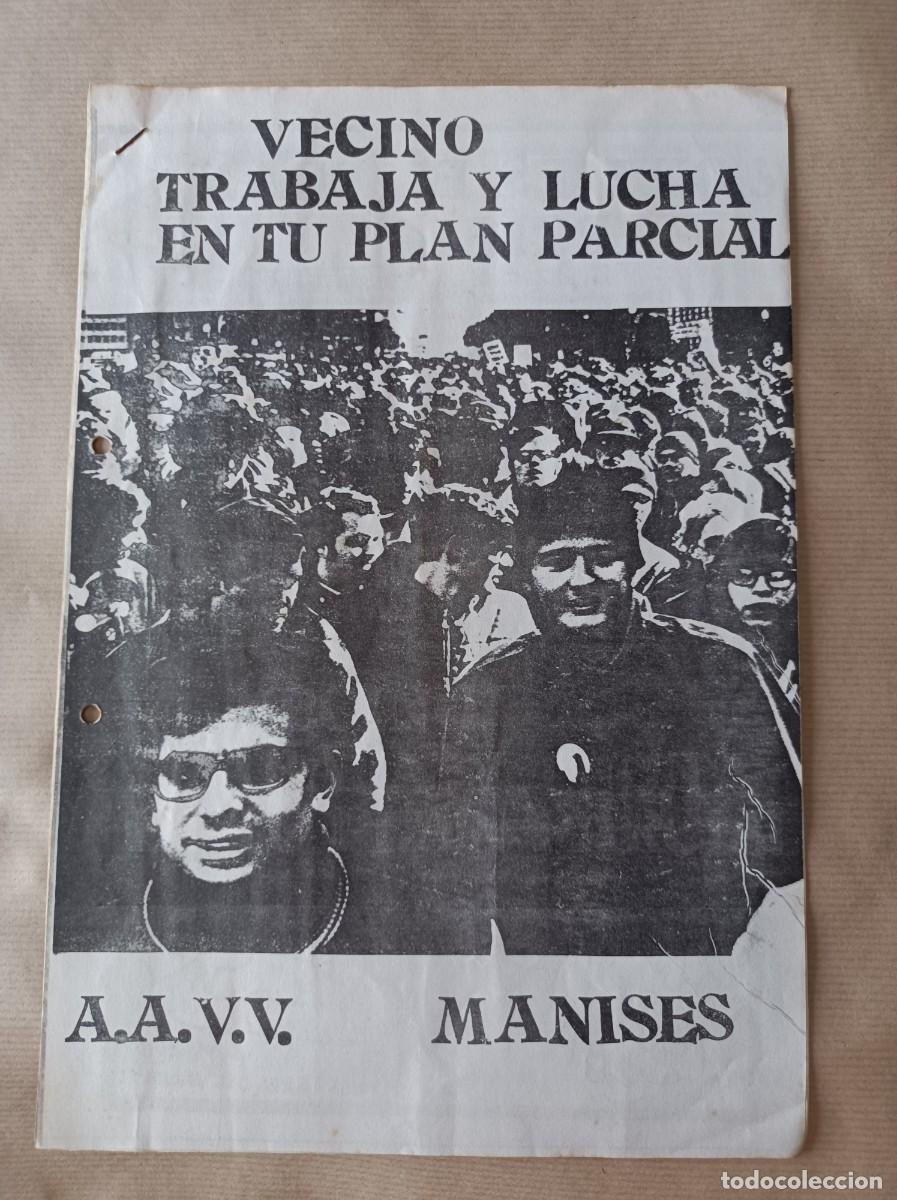 VECINO
TRABAJA Y LUCHA
EN TU PLAN PARCIAL
A.A.V.V. MANISES
todocoleccion